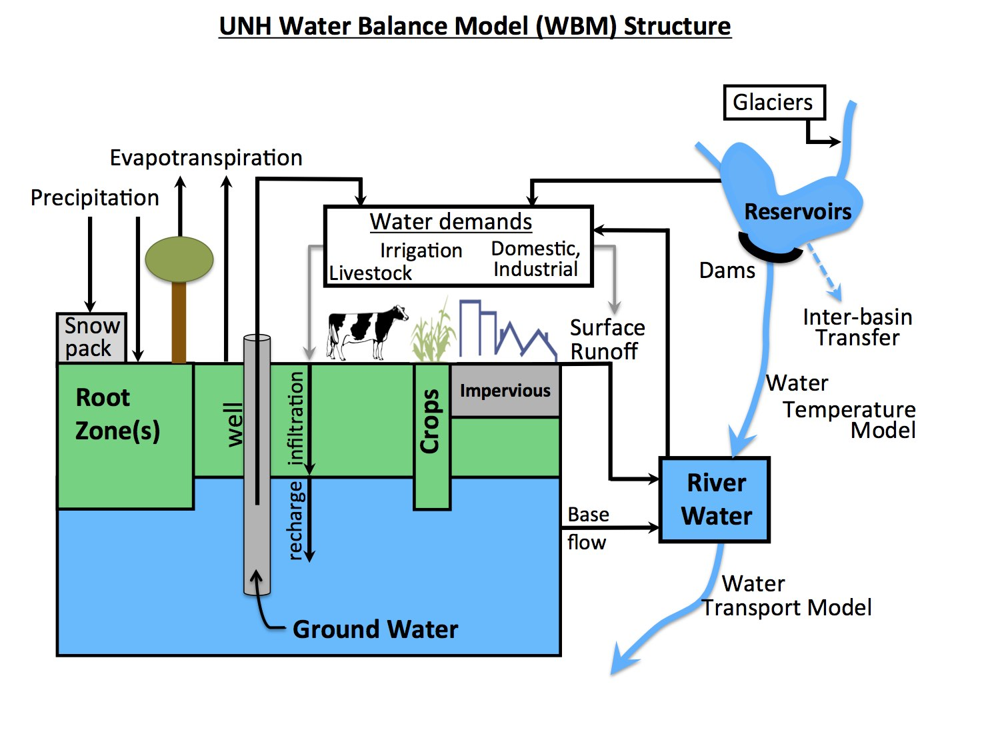 UNH Water Balance Model (WBM) Structure
Glaciers
Evapotranspiration
Precipitation
Reservoirs
Water demands
Irrigation
Domestic,
Industrial
Livestock
Dams
Inter-basin
Transfer
Snow
pack
Surface
Runoff
Root
Zone(s)
well
infiltration
Crops
Impervious
Water
Temperature
Model
River
Water
recharge
Base
flow
Water
Transport Model
Ground Water